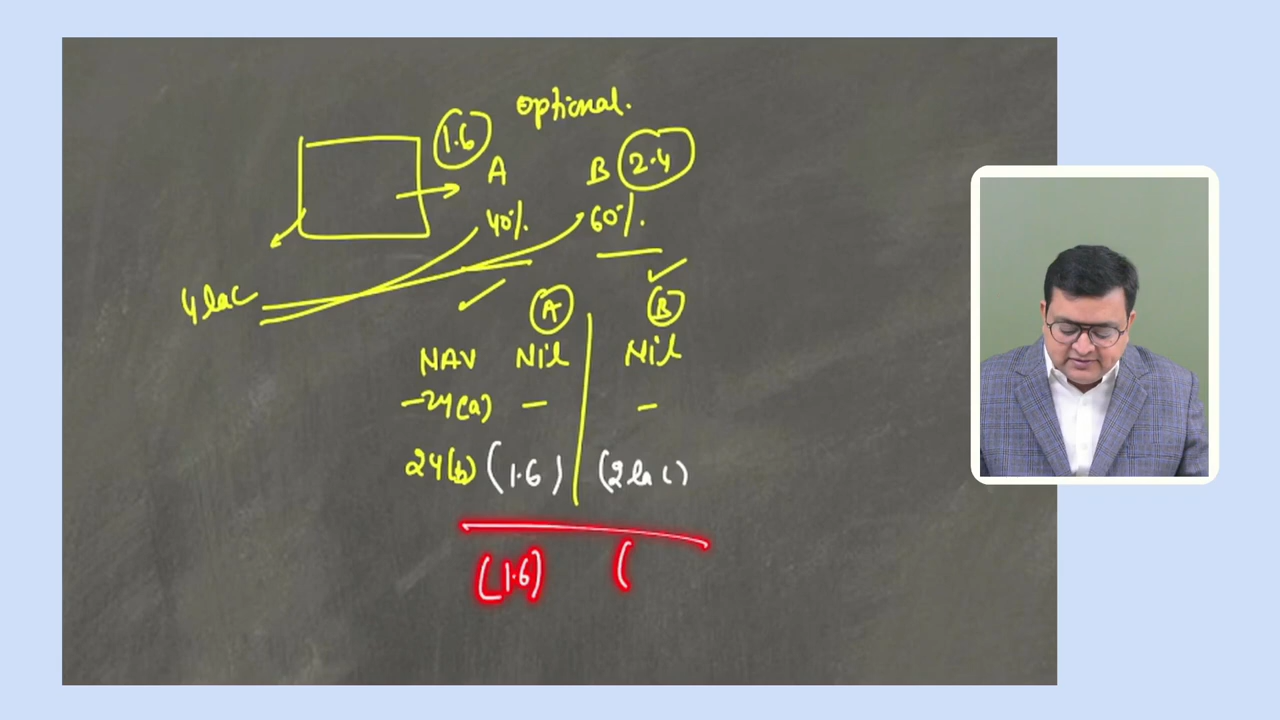 optional.
1.6
A B 2.4
40%. 60%.
4 lac
A B
NAV Nil Nil
-24(a) - -
24(b) (1.6) (2 lac)
(1.6) (